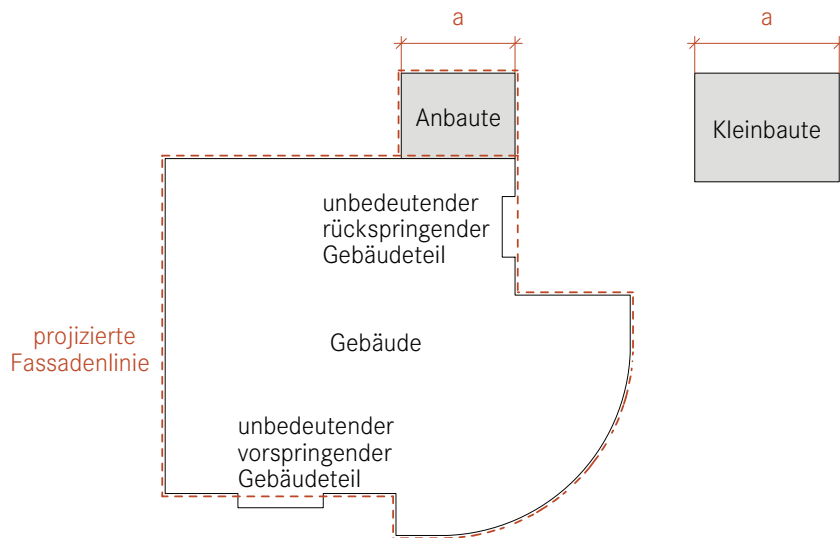 a
a
Anbaute
Kleinbaute
unbedeutender
rückspringender
Gebäudeteil
projizierte
Fassadenlinie
Gebäude
unbedeutender
vorspringender
Gebäudeteil